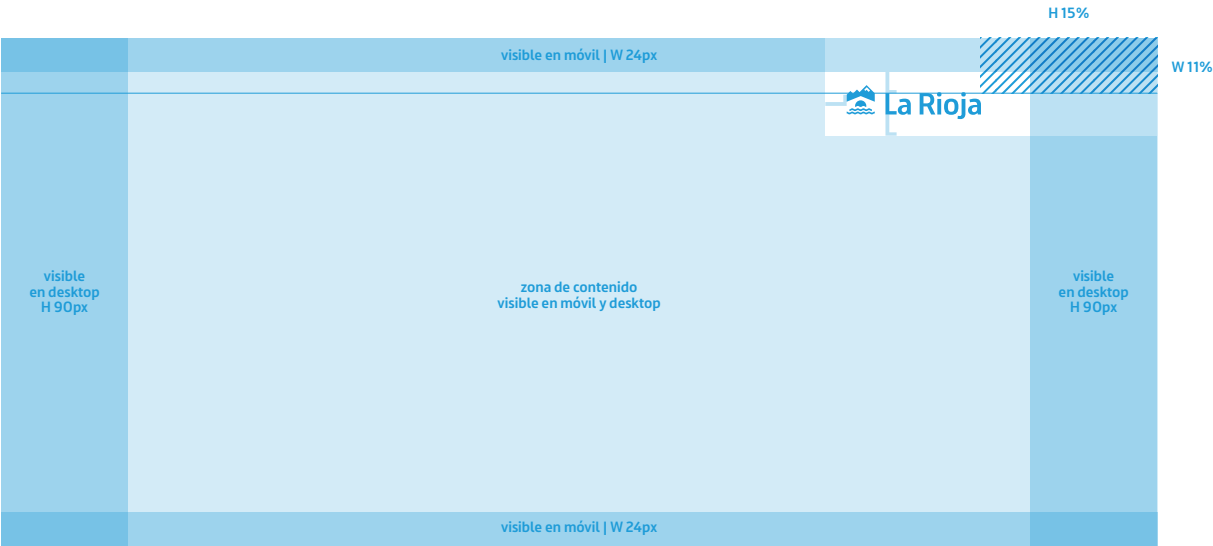 H 15%
visible en móvil | W 24px
W 11%
La Rioja
visible
en desktop
H 90px
zona de contenido
visible en móvil y desktop
visible
en desktop
H 90px
visible en móvil | W 24px